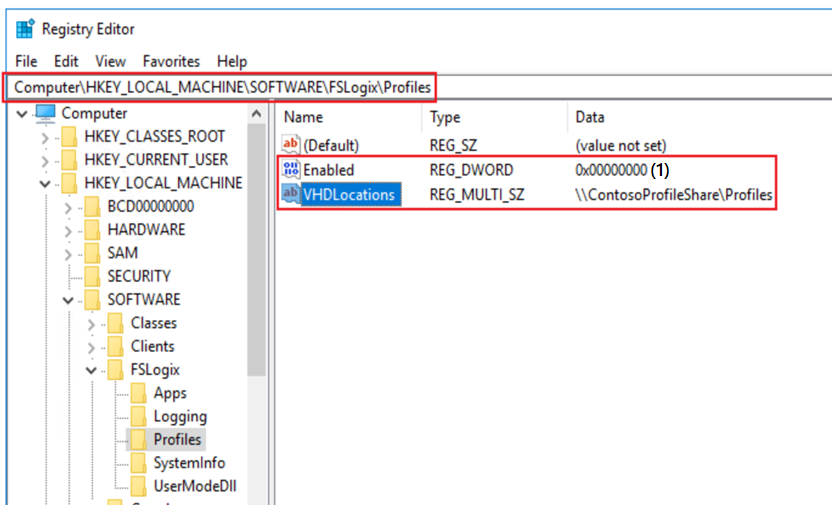 Registry Editor
File Edit View Favorites Help
Computer\HKEY_LOCAL_MACHINE\SOFTWARE\FSLogix\Profiles
Computer
HKEY_CLASSES_ROOT
HKEY_CURRENT_USER
HKEY_LOCAL_MACHINE
BCD00000000
HARDWARE
SAM
SECURITY
SOFTWARE
Classes
Clients
FSLogix
Apps
Logging
Profiles
SystemInfo
UserModeDll
Name Type Data
(Default) REG_SZ (value not set)
Enabled REG_DWORD 0x00000000 (1)
VHDLocations REG_MULTI_SZ \\ContosoProfileShare\Profiles